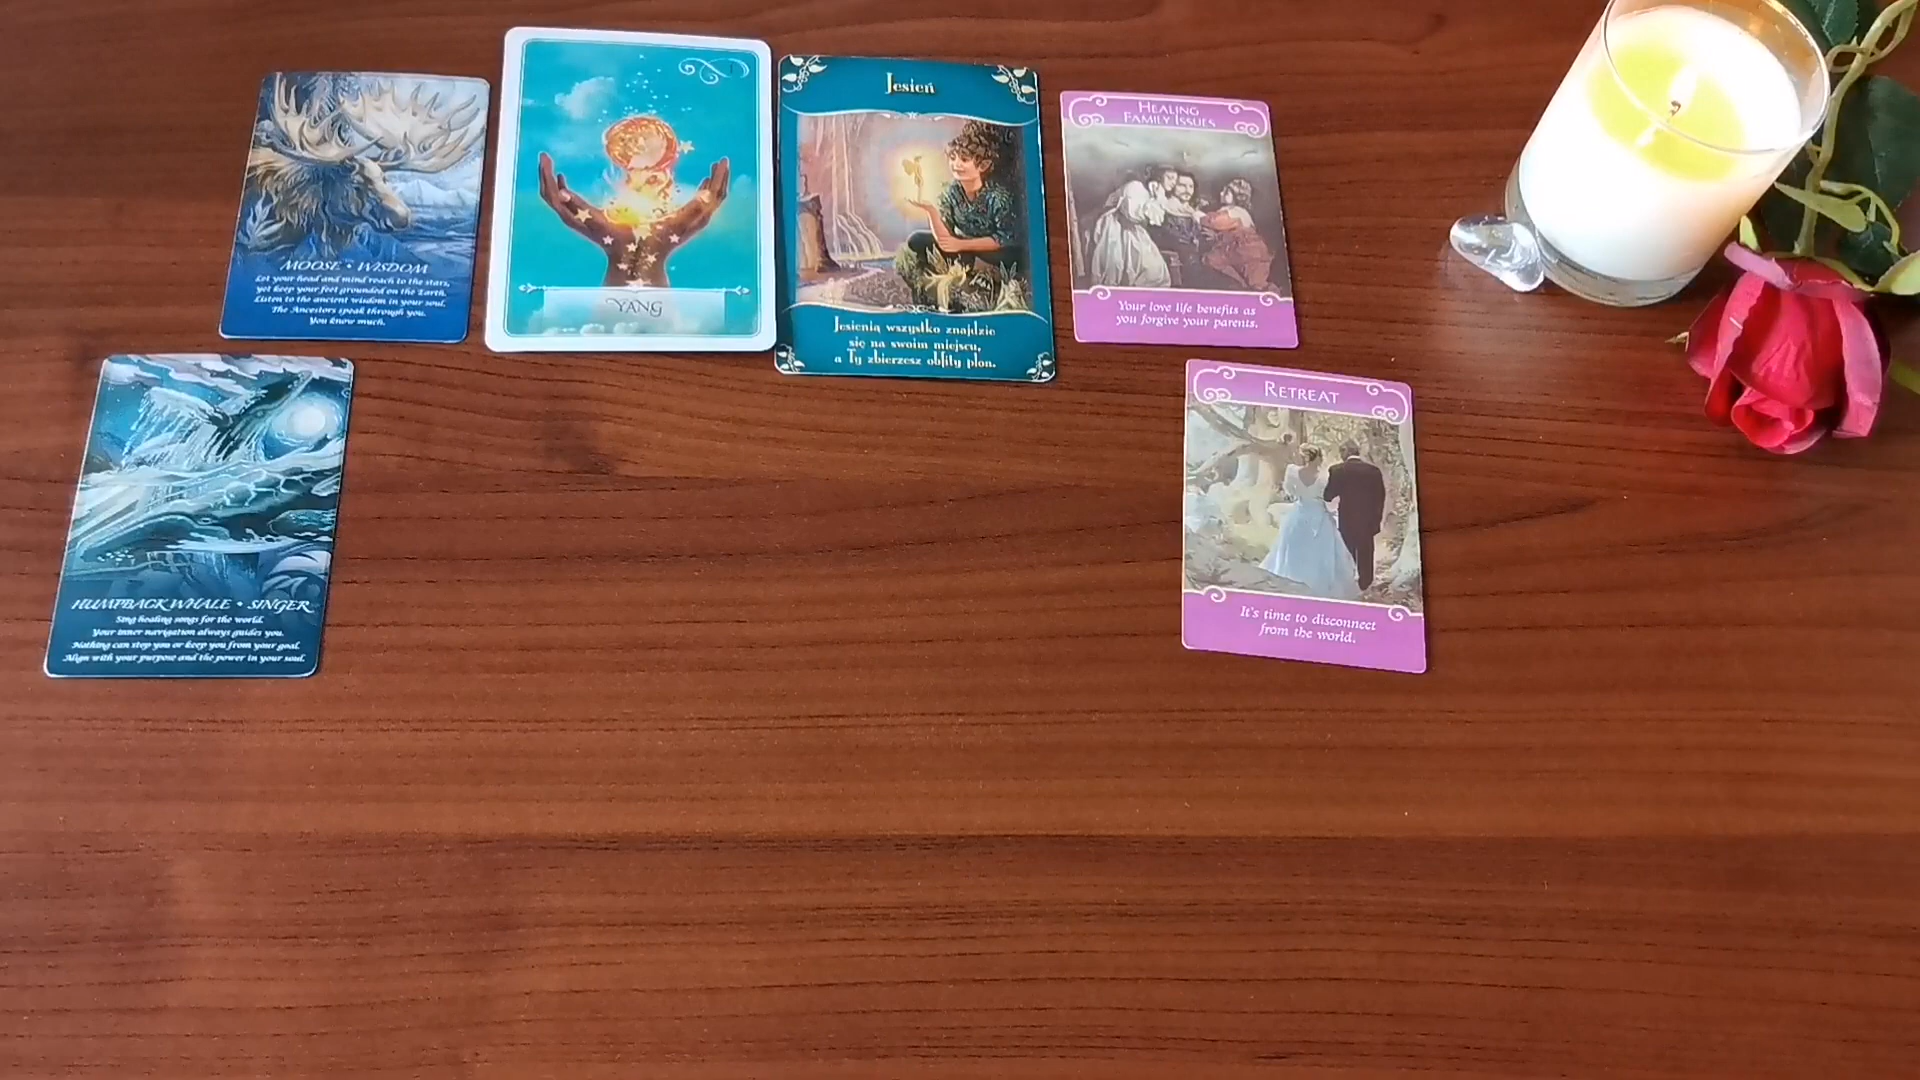 MOOSE • WISDOM
Let your head and mind reach to the stars,
yet keep your feet grounded on the Earth.
Listen to the ancient wisdom in your soul.
The Ancestors speak through you.
You know much.
YANG
Jesień
Jesienią wszystko znajdzie
się na swoim miejscu,
a Ty zbierzesz obfity plon.
HEALING
FAMILY ISSUES
Your love life benefits as
you forgive your parents.
HUMPBACK WHALE • SINGER
Sing healing songs for the world.
Your inner navigation always guides you.
Nothing can stop you or keep you from your goal.
Align with your purpose and the power in your soul.
RETREAT
It's time to disconnect
from the world.